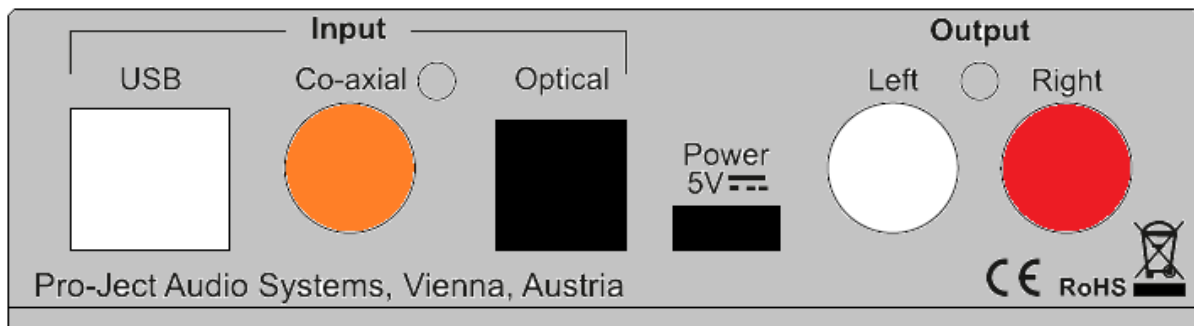 Input
Output
USB
Co-axial
Optical
Left
Right
Power
5V
Pro-Ject Audio Systems, Vienna, Austria
CE RoHS